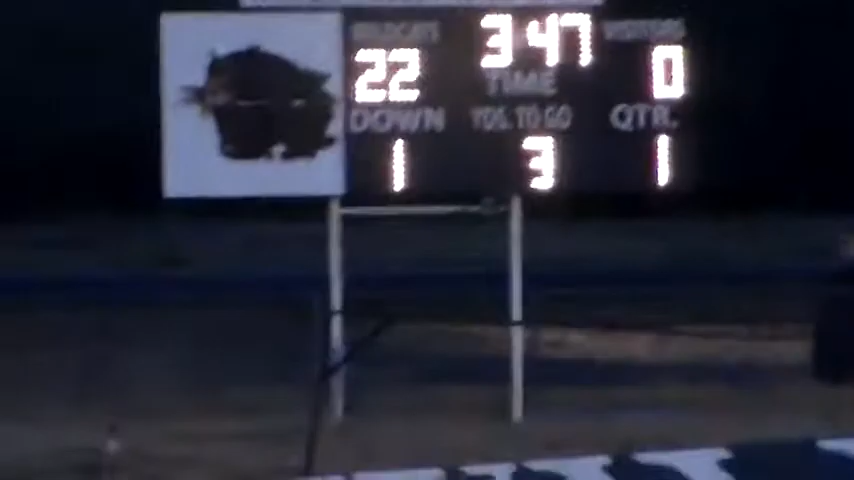 WILDCATS 3:47 VISITORS
22 TIME 0
DOWN YDS. TO GO QTR.
1 3 1